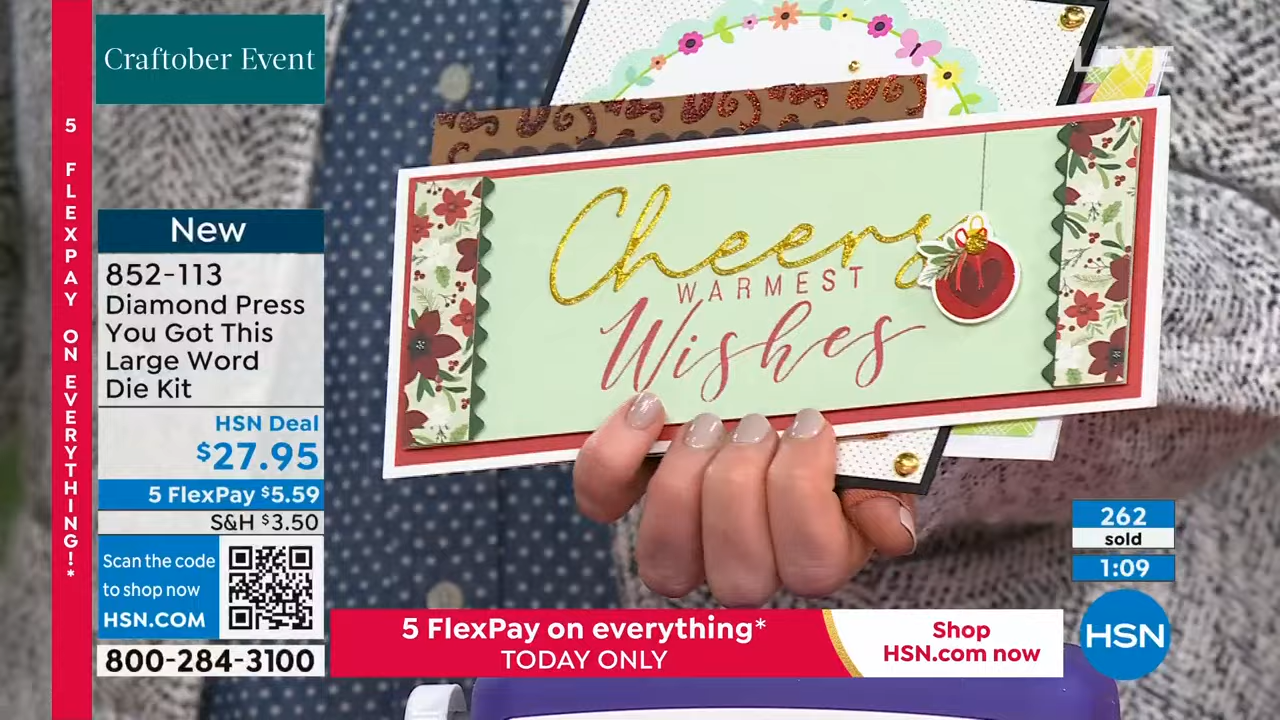 5 FLEXPAY ON EVERYTHING!*
Craftober Event
LIVE
New
852-113
Diamond Press
You Got This
Large Word
Die Kit
HSN Deal
$27.95
5 FlexPay $5.59
S&H $3.50
Scan the code
to shop now
HSN.COM
800-284-3100
Cheers
WARMEST
Wishes
262
sold
1:09
5 FlexPay on everything*
TODAY ONLY
Shop
HSN.com now
HSN